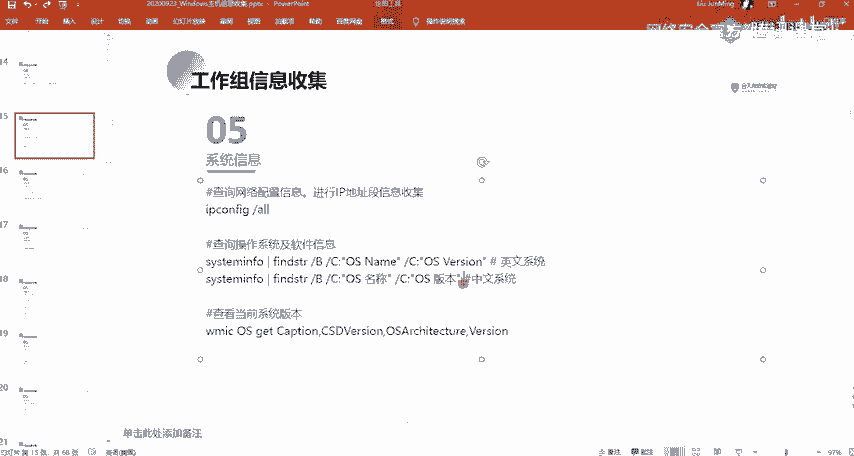 20200923_Windows主机信息收集.pptx - PowerPoint
Liu JunMing
文件 开始 插入 设计 切换 动画 幻灯片放映 审阅 视图 加载项 帮助 百度网盘 格式 操作说明搜索
14
工作组信息收集
15
05
系统信息
16
#查询网络配置信息。进行IP地址段信息收集
ipconfig /all
17
#查询操作系统及软件信息
systeminfo | findstr /B /C:"OS Name" /C:"OS Version" # 英文系统
systeminfo | findstr /B /C:"OS 名称" /C:"OS 版本" #中文系统
18
#查看当前系统版本
19
wmic OS get Caption,CSDVersion,OSArchitecture,Version
20
单击此处添加备注
21
幻灯片 第 15 张，共 68 张
备注 批注
97%